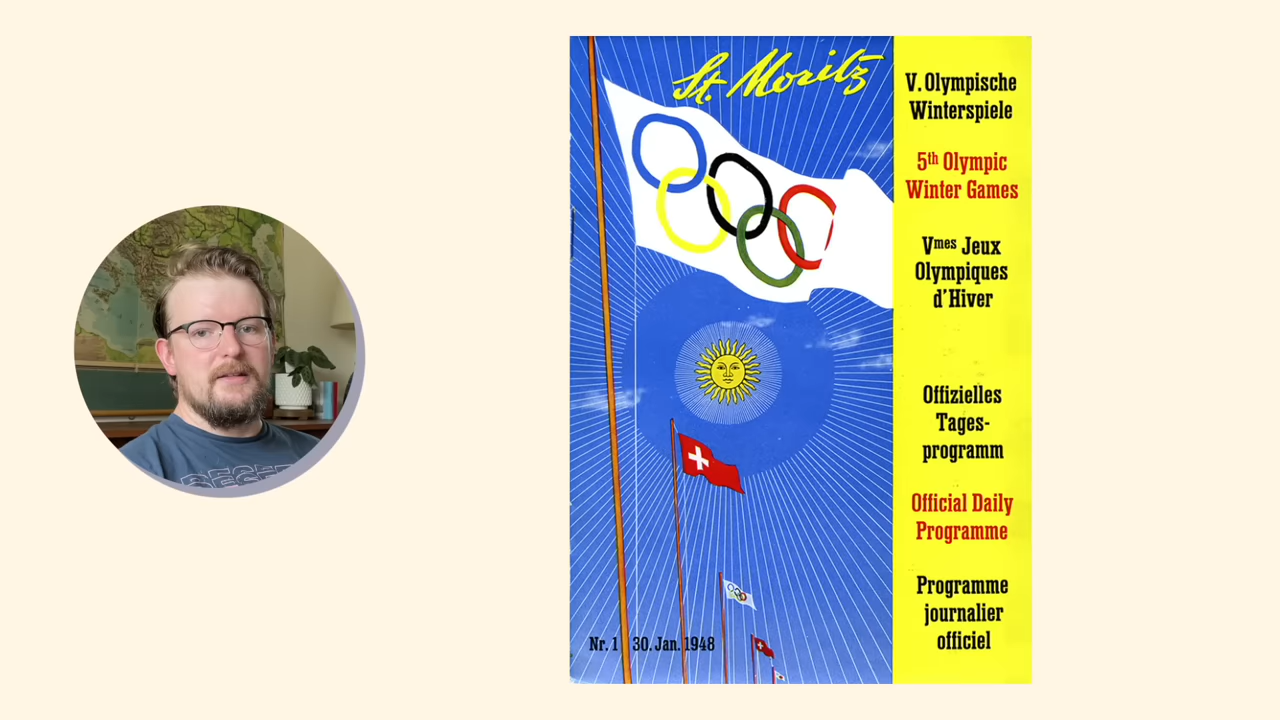 St. Moritz
Nr. 1 30. Jan. 1948
V. Olympische
Winterspiele
5th Olympic
Winter Games
Vmes Jeux
Olympiques
d'Hiver
Offizielles
Tages-
programm
Official Daily
Programme
Programme
journalier
officiel